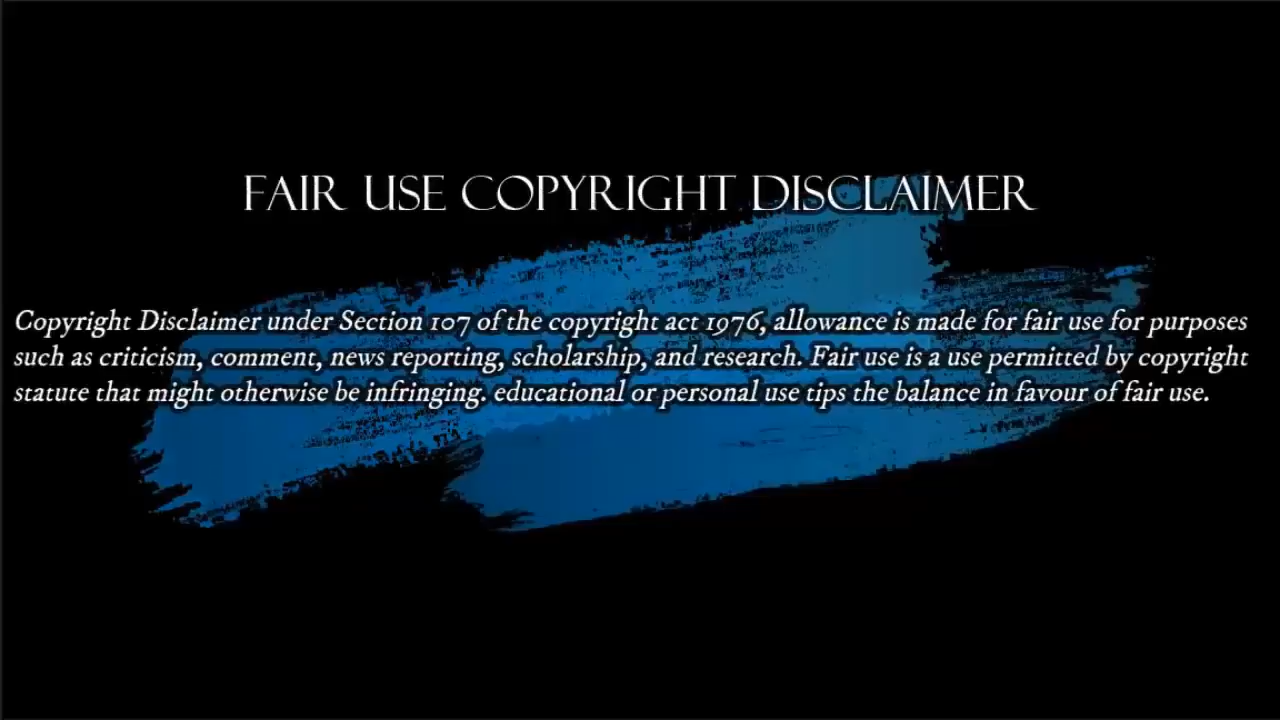 FAIR USE COPYRIGHT DISCLAIMER
Copyright Disclaimer under Section 107 of the copyright act 1976, allowance is made for fair use for purposes
such as criticism, comment, news reporting, scholarship, and research. Fair use is a use permitted by copyright
statute that might otherwise be infringing. educational or personal use tips the balance in favour of fair use.